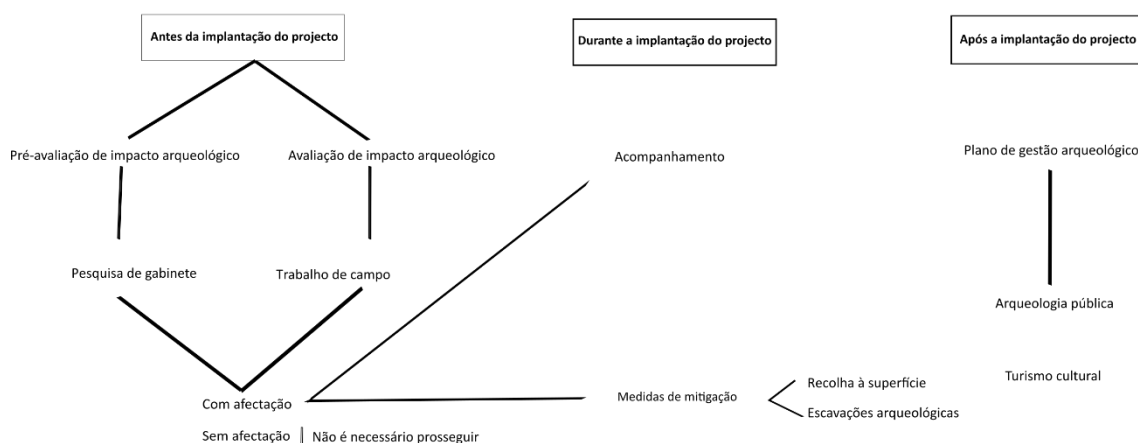 Antes da implantação do projecto
Durante a implantação do projecto
Após a implantação do projecto
Pré-avaliação de impacto arqueológico
Avaliação de impacto arqueológico
Acompanhamento
Plano de gestão arqueológico
Pesquisa de gabinete
Trabalho de campo
Arqueologia pública
Turismo cultural
Com afectação
Medidas de mitigação
Recolha à superfície
Escavações arqueológicas
Sem afectação
Não é necessário prosseguir